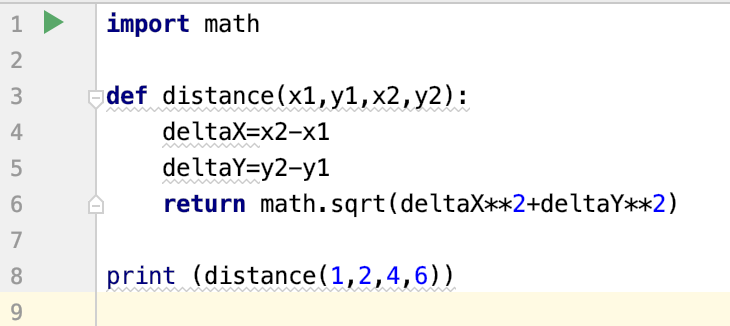 1 import math
2
3 def distance(x1,y1,x2,y2):
4     deltaX=x2-x1
5     deltaY=y2-y1
6     return math.sqrt(deltaX**2+deltaY**2)
7
8 print (distance(1,2,4,6))
9